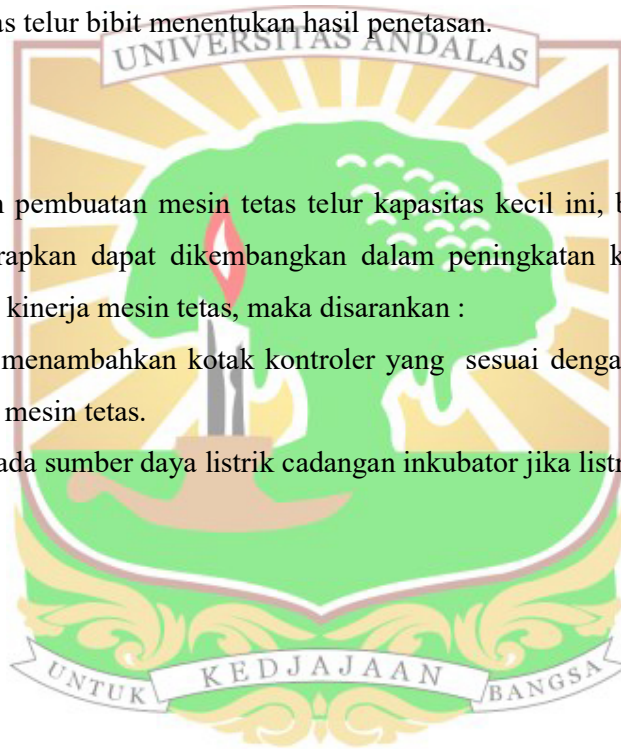 as telur bibit menentukan hasil penetasan.
UNIVERSITAS ANDALAS
pembuatan mesin tetas telur kapasitas kecil ini,
rapkan dapat dikembangkan dalam peningkatan
kinerja mesin tetas, maka disarankan :
menambahkan kotak kontroler yang sesuai
mesin tetas.
ada sumber daya listrik cadangan inkubator jika
UNTUK KEDJAJAAN BANGSA